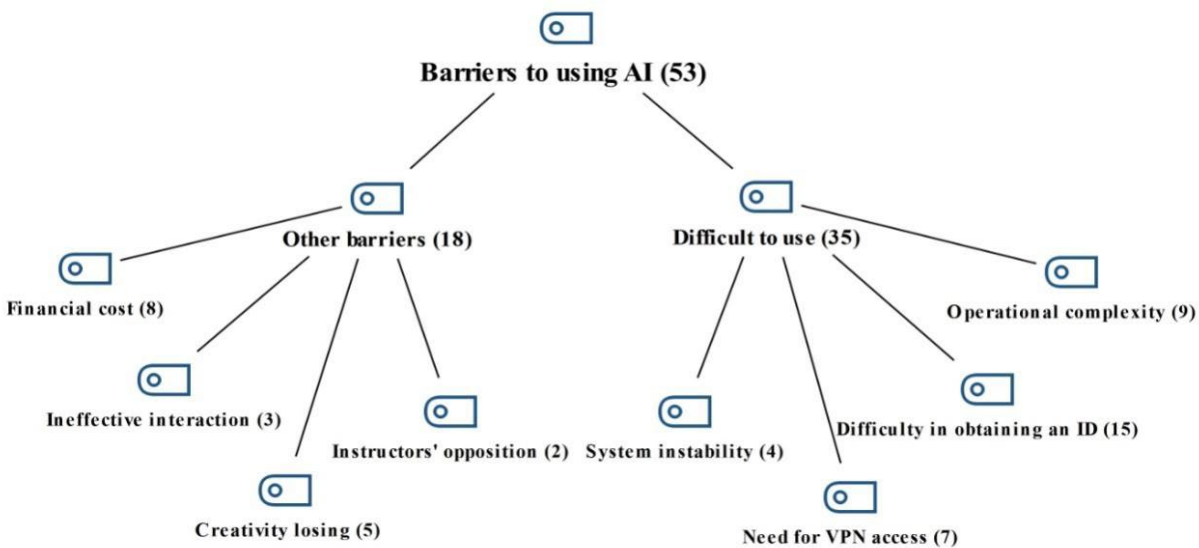 Barriers to using AI (53)
Other barriers (18)
Difficult to use (35)
Financial cost (8)
Operational complexity (9)
Ineffective interaction (3)
Difficulty in obtaining an ID (15)
Instructors' opposition (2)
System instability (4)
Creativity losing (5)
Need for VPN access (7)